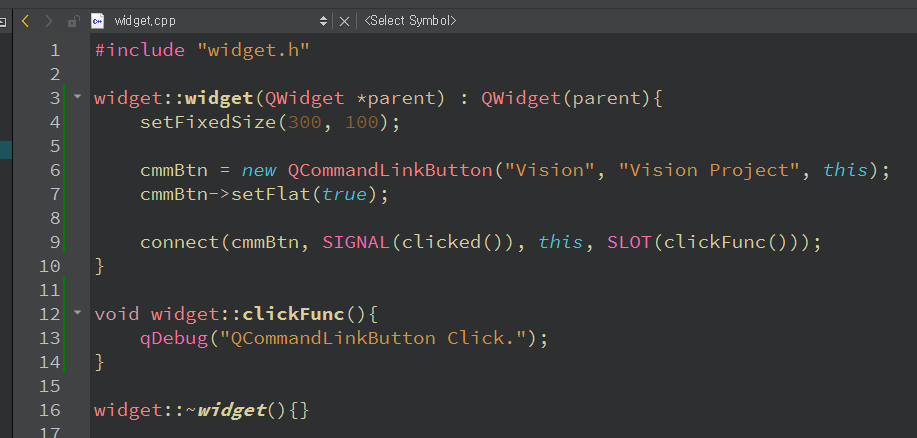 widget.cpp <Select Symbol>
1 #include "widget.h"
2
3 widget::widget(QWidget *parent) : QWidget(parent){
4 setFixedSize(300, 100);
5
6 cmmBtn = new QCommandLinkButton("Vision", "Vision Project", this);
7 cmmBtn->setFlat(true);
8
9 connect(cmmBtn, SIGNAL(clicked()), this, SLOT(clickFunc()));
10 }
11
12 void widget::clickFunc(){
13 qDebug("QCommandLinkButton Click.");
14 }
15
16 widget::~widget(){}
17